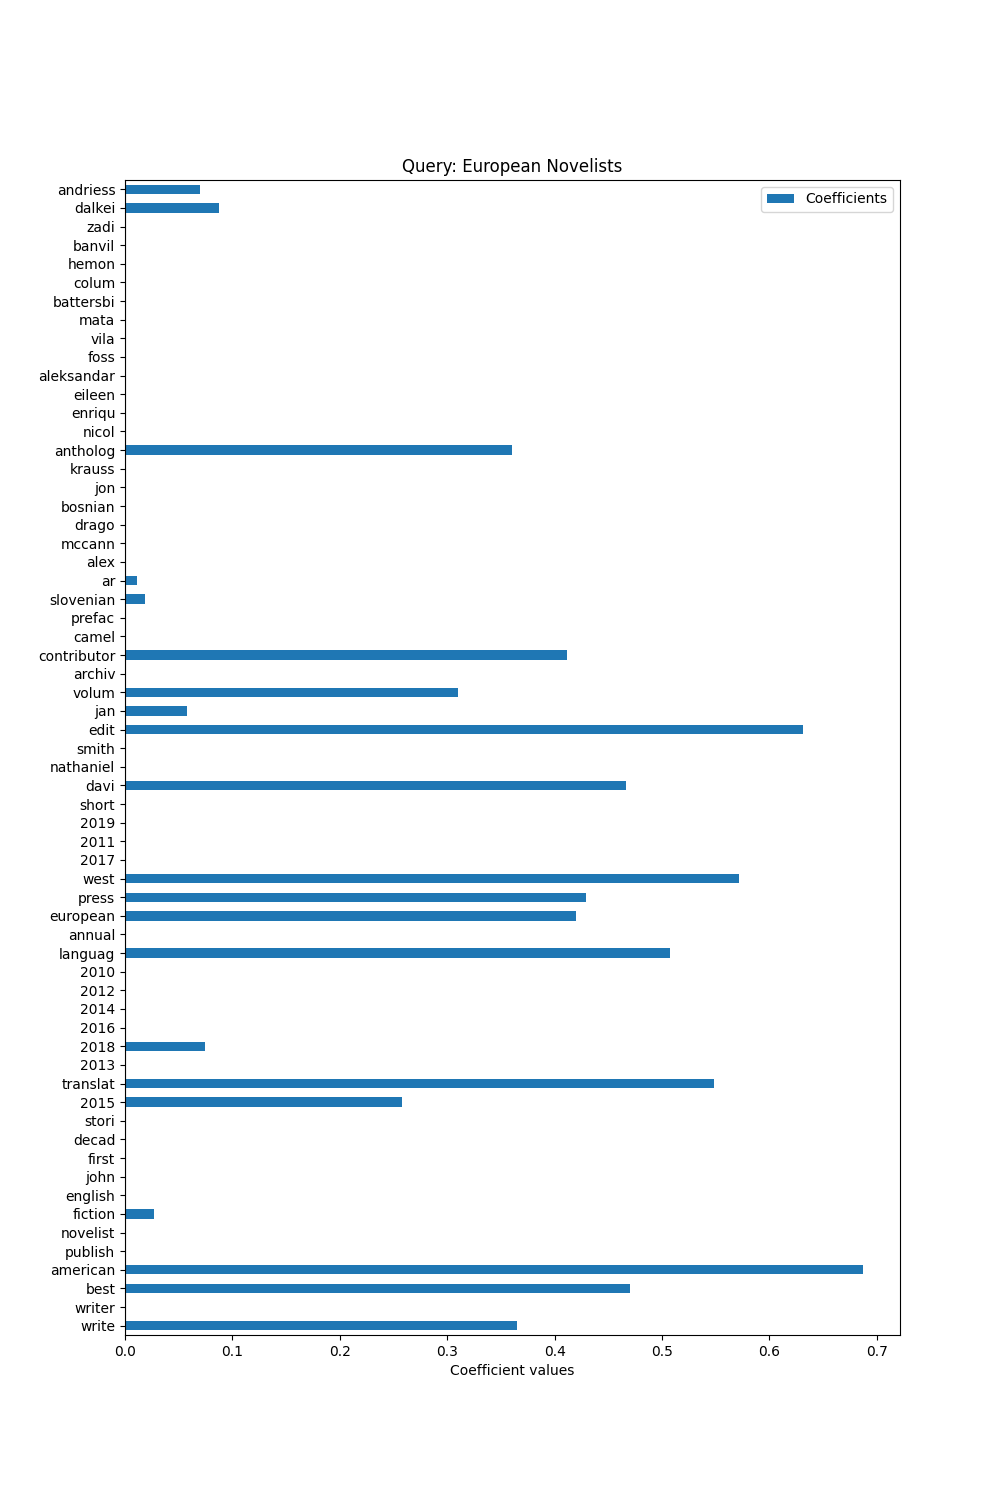 Query: European Novelists
Coefficients
andriess
dalkei
zadi
banvil
hemon
colum
battersbi
mata
vila
foss
aleksandar
eileen
enriqu
nicol
antholog
krauss
jon
bosnian
drago
mccann
alex
ar
slovenian
prefac
camel
contributor
archiv
volum
jan
edit
smith
nathaniel
davi
short
2019
2011
2017
west
press
european
annual
languag
2010
2012
2014
2016
2018
2013
translat
2015
stori
decad
first
john
english
fiction
novelist
publish
american
best
writer
write
0.0 0.1 0.2 0.3 0.4 0.5 0.6 0.7
Coefficient values